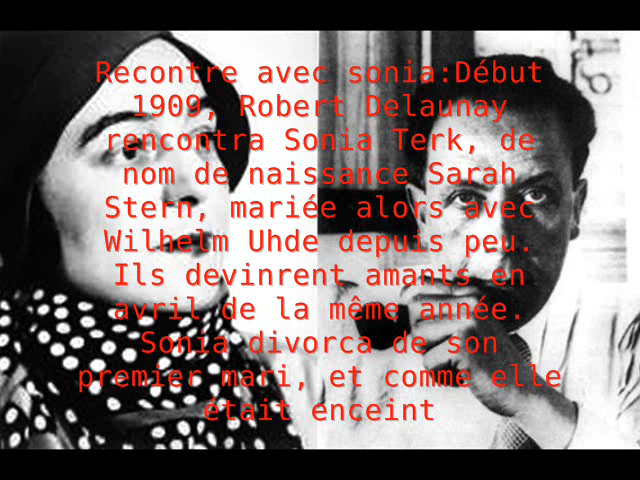 Recontre avec sonia:Début
1909, Robert Delaunay
rencontra Sonia Terk, de
nom de naissance Sarah
Stern, mariée alors avec
Wilhelm Uhde depuis peu.
Ils devinrent amants en
avril de la même année.
Sonia divorca de son
premier mari, et comme elle
était enceint